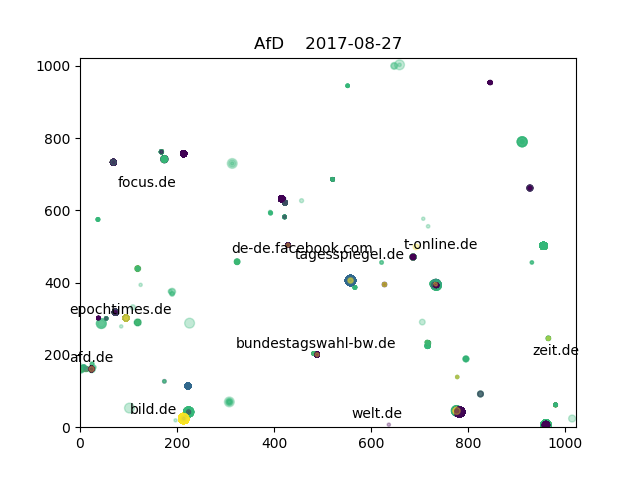 AfD    2017-08-27
1000
800
focus.de
600
de-de.facebook.com
t-online.de
tagesspiegel.de
400
epochtimes.de
bundestagswahl-bw.de
zeit.de
200
afd.de
bild.de
welt.de
0
0 200 400 600 800 1000